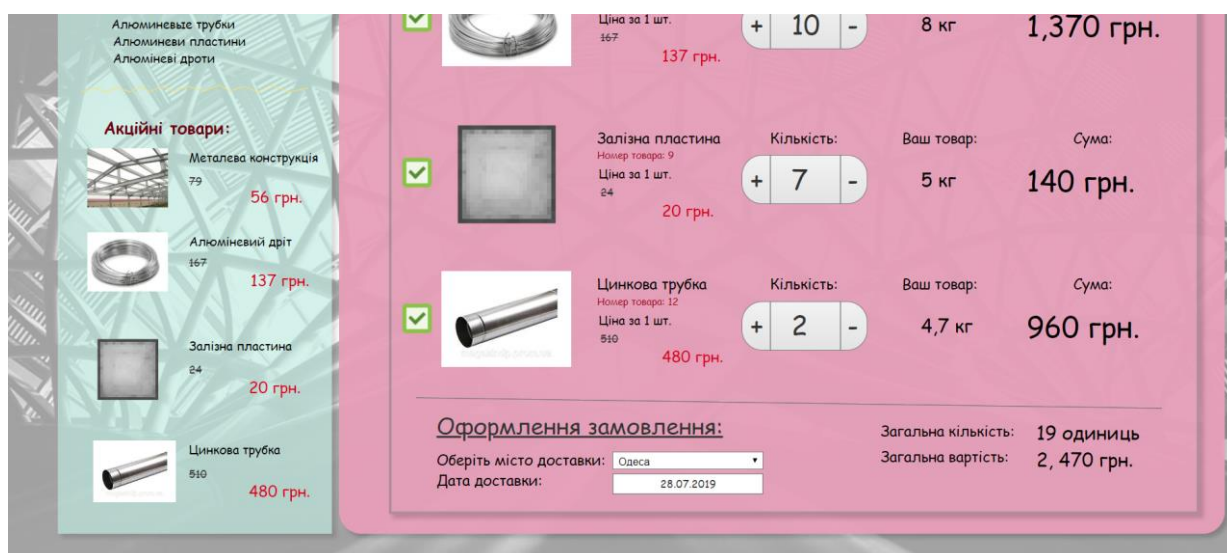 Алюминевые трубки
Алюминеви пластини
Алюміневі дроти
Акційні товари:
Металева конструкція
79
56 грн.
Алюміневий дріт
167
137 грн.
Залізна пластина
24
20 грн.
Цинкова трубка
510
480 грн.
Ціна за 1 шт.
167
137 грн.
+ 10 -
8 кг
1,370 грн.
Залізна пластина
Номер товара: 9
Ціна за 1 шт.
24
20 грн.
Кількість:
+ 7 -
Ваш товар:
5 кг
Сума:
140 грн.
Цинкова трубка
Номер товара: 12
Ціна за 1 шт.
510
480 грн.
Кількість:
+ 2 -
Ваш товар:
4,7 кг
Сума:
960 грн.
Оформлення замовлення:
Оберіть місто доставки: Одеса
Дата доставки: 28.07.2019
Загальна кількість: 19 одиниць
Загальна вартість: 2, 470 грн.